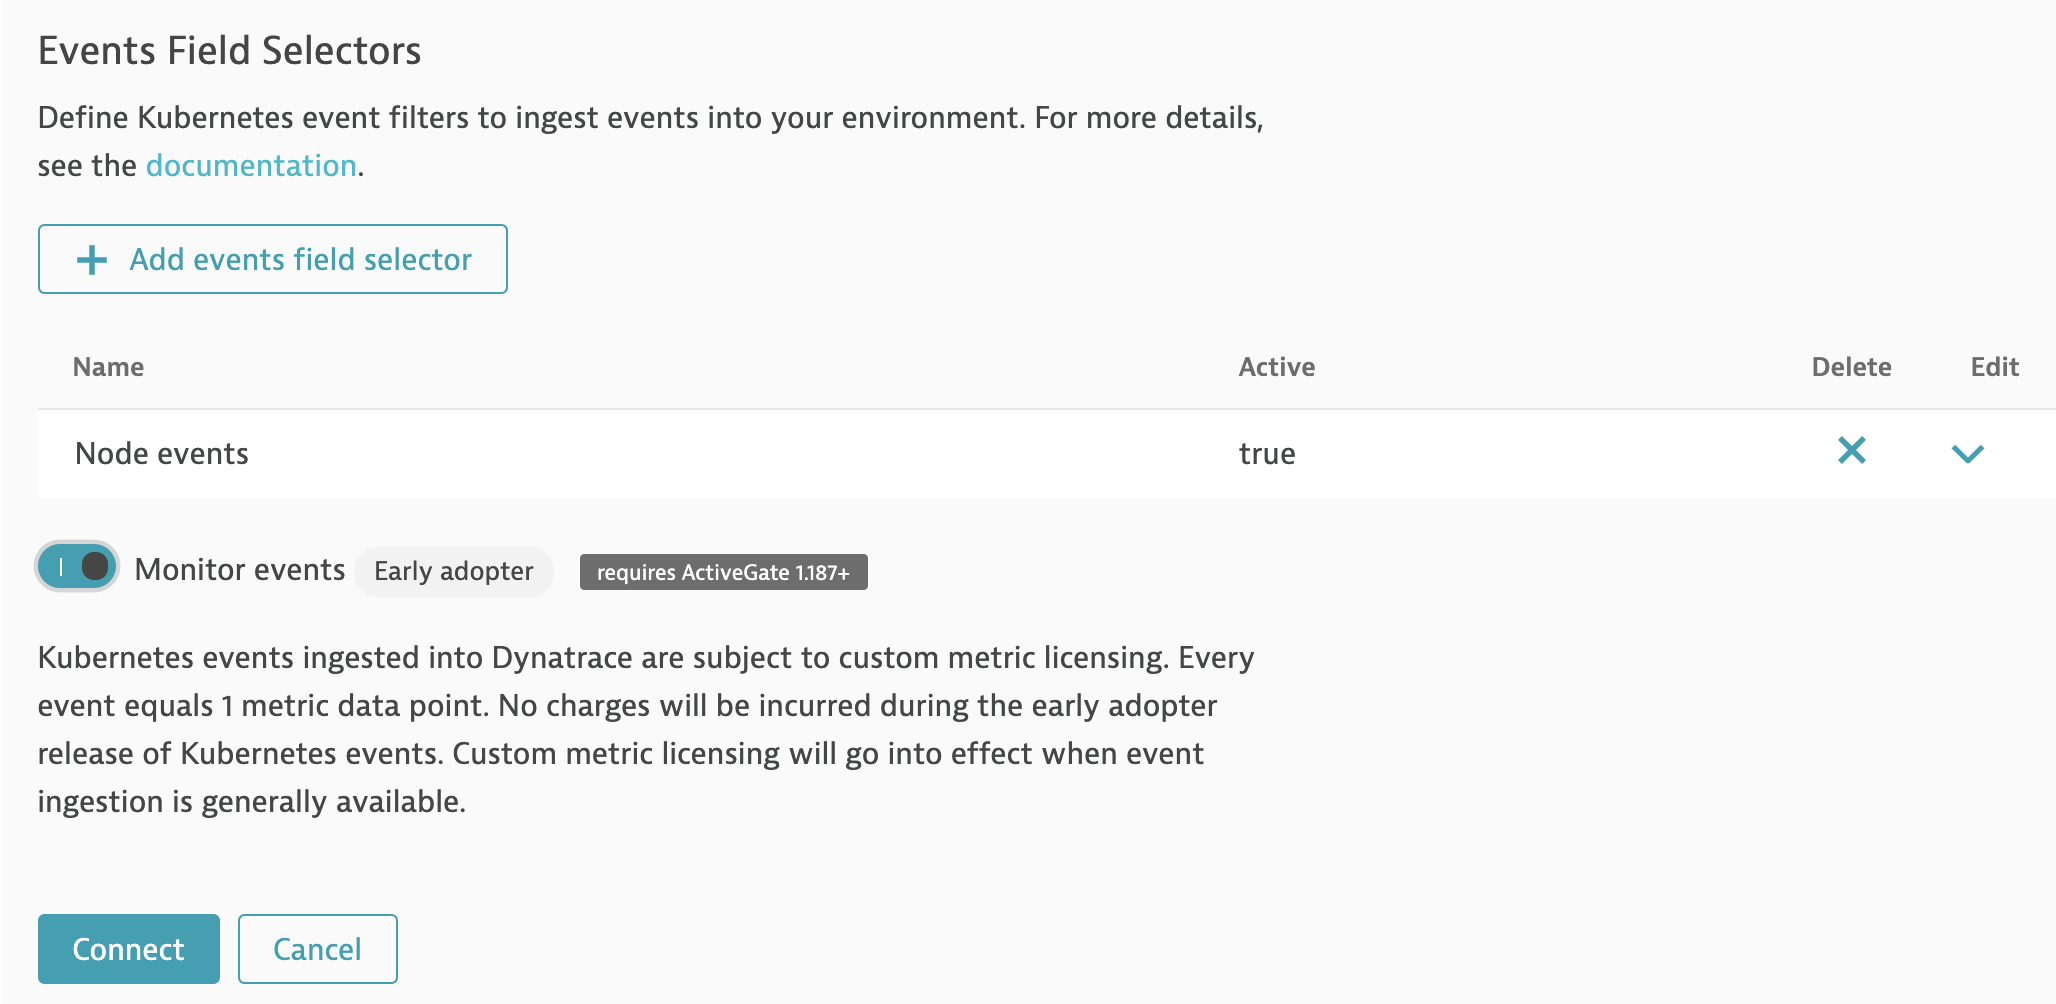 Events Field Selectors
Define Kubernetes event filters to ingest events into your environment. For more details,
see the documentation.
Add events field selector
Name Active Delete Edit
Node events true
Monitor events Early adopter requires ActiveGate 1.187+
Kubernetes events ingested into Dynatrace are subject to custom metric licensing. Every
event equals 1 metric data point. No charges will be incurred during the early adopter
release of Kubernetes events. Custom metric licensing will go into effect when event
ingestion is generally available.
Connect Cancel